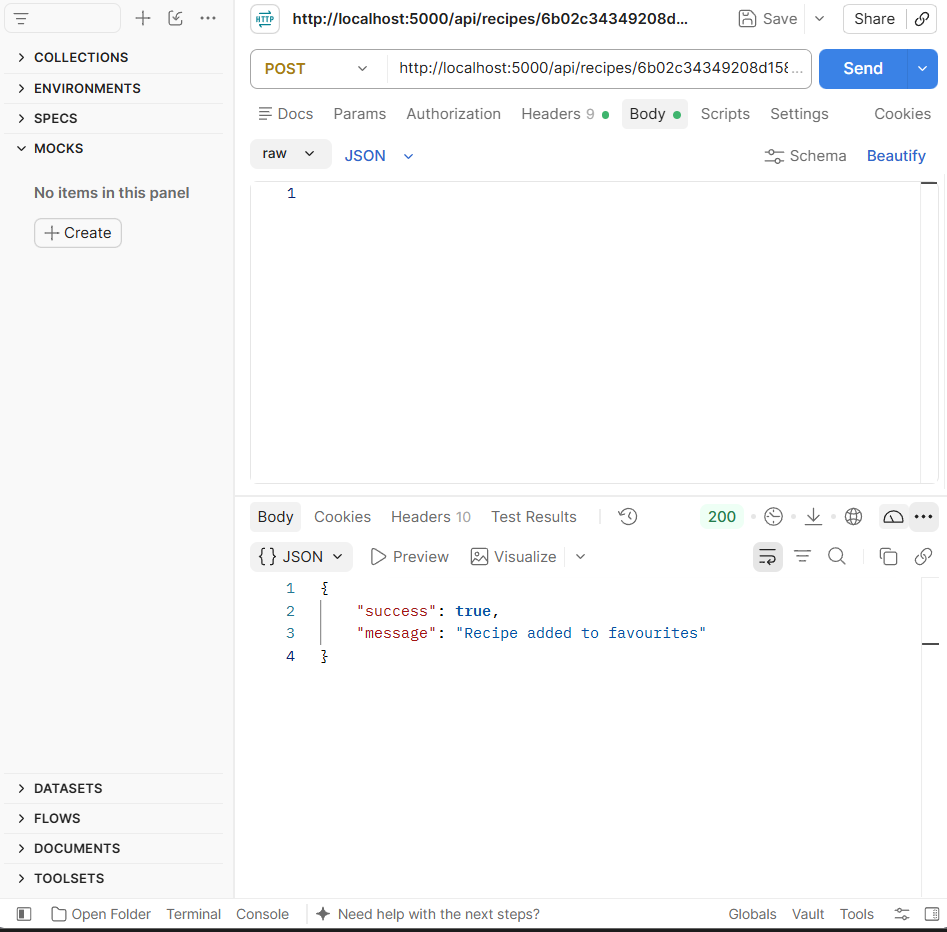 HTTP http://localhost:5000/api/recipes/6b02c34349208d... Save Share
COLLECTIONS
ENVIRONMENTS
SPECS
MOCKS
No items in this panel
Create
POST http://localhost:5000/api/recipes/6b02c34349208d158... Send
Docs Params Authorization Headers 9 Body Scripts Settings Cookies
raw JSON Schema Beautify
1
Body Cookies Headers 10 Test Results 200
{} JSON Preview Visualize
1 {
2 "success": true,
3 "message": "Recipe added to favourites"
4 }
DATASETS
FLOWS
DOCUMENTS
TOOLSETS
Open Folder Terminal Console Need help with the next steps? Globals Vault Tools